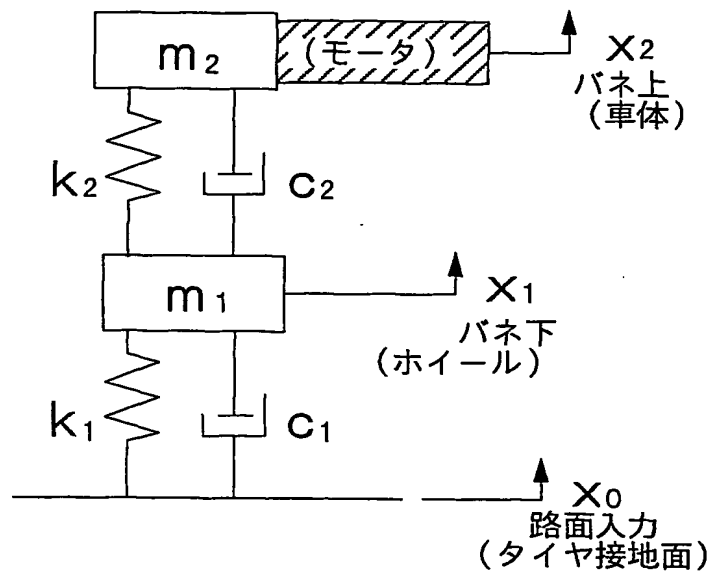 m2
(モータ)
x2
バネ上
(車体)
k2
c2
m1
x1
バネ下
(ホイール)
k1
c1
x0
路面入力
(タイヤ接地面)